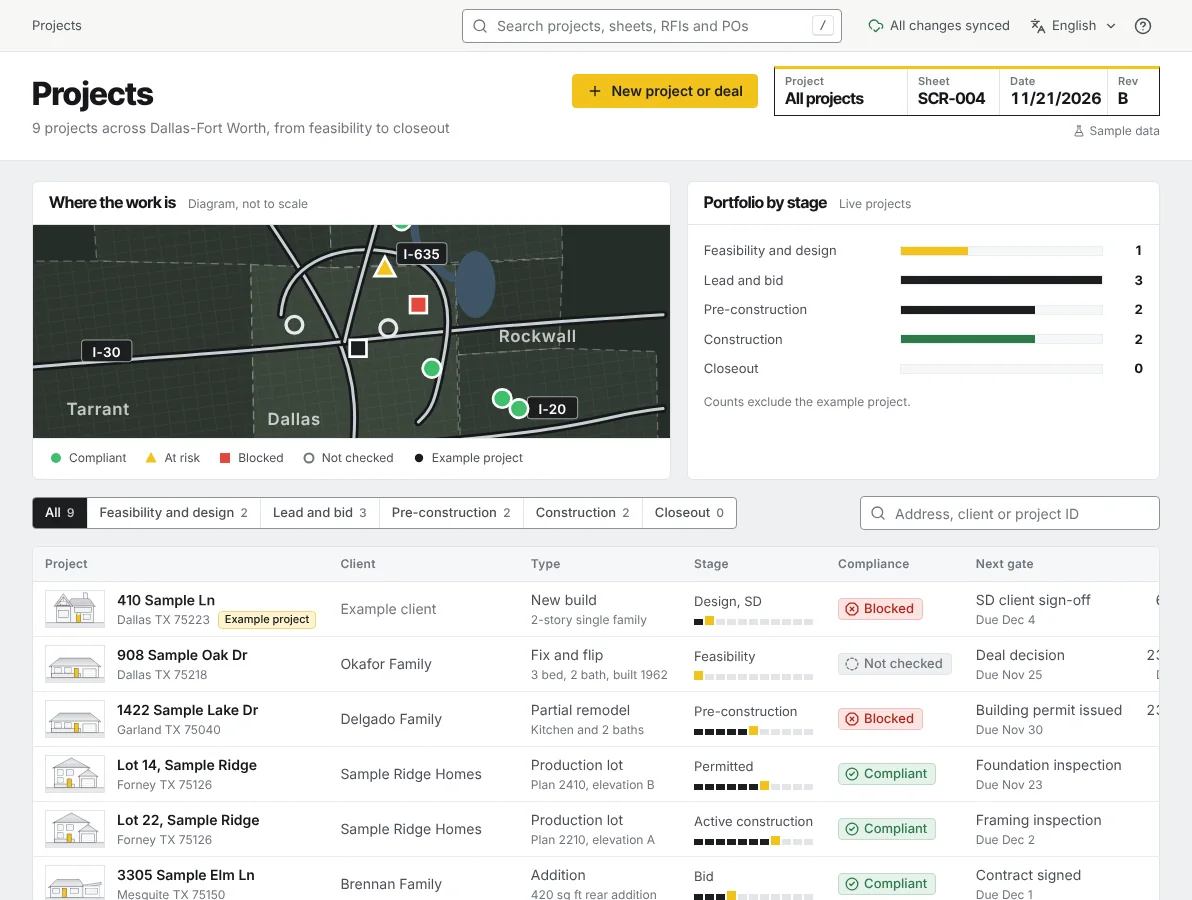 Projects
Search projects, sheets, RFIs and POs
/
All changes synced
English
Projects
9 projects across Dallas-Fort Worth, from feasibility to closeout
+ New project or deal
Project
All projects
Sheet
SCR-004
Date
11/21/2026
Rev
B
Sample data
Where the work is
Diagram, not to scale
I-635
Rockwall
I-30
Tarrant
Dallas
I-20
Compliant
At risk
Blocked
Not checked
Example project
Portfolio by stage
Live projects
Feasibility and design 1
Lead and bid 3
Pre-construction 2
Construction 2
Closeout 0
Counts exclude the example project.
All 9
Feasibility and design 2
Lead and bid 3
Pre-construction 2
Construction 2
Closeout 0
Address, client or project ID
Project Client Type Stage Compliance Next gate
410 Sample Ln
Dallas TX 75223
Example project
Example client
New build
2-story single family
Design, SD
Blocked
SD client sign-off
Due Dec 4
908 Sample Oak Dr
Dallas TX 75218
Okafor Family
Fix and flip
3 bed, 2 bath, built 1962
Feasibility
Not checked
Deal decision
Due Nov 25
1422 Sample Lake Dr
Garland TX 75040
Delgado Family
Partial remodel
Kitchen and 2 baths
Pre-construction
Blocked
Building permit issued
Due Nov 30
Lot 14, Sample Ridge
Forney TX 75126
Sample Ridge Homes
Production lot
Plan 2410, elevation B
Permitted
Compliant
Foundation inspection
Due Nov 23
Lot 22, Sample Ridge
Forney TX 75126
Sample Ridge Homes
Production lot
Plan 2210, elevation A
Active construction
Compliant
Framing inspection
Due Dec 2
3305 Sample Elm Ln
Mesquite TX 75150
Brennan Family
Addition
420 sq ft rear addition
Bid
Compliant
Contract signed
Due Dec 1